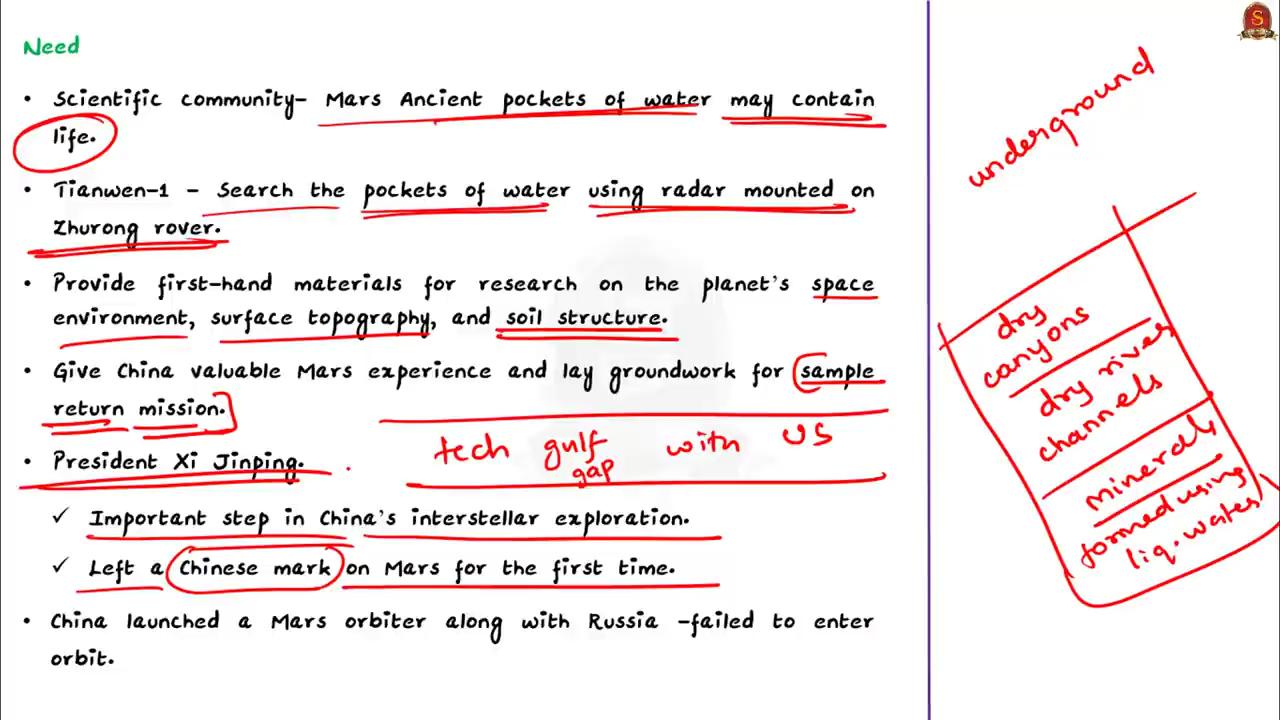 Need
• Scientific community- Mars Ancient pockets of water may contain
life.
• Tianwen-1 - Search the pockets of water using radar mounted on
Zhurong rover.
• Provide first-hand materials for research on the planet's space
environment, surface topography, and soil structure.
• Give China valuable Mars experience and lay groundwork for sample
return mission.
tech gulf with US
gap
• President Xi Jinping.
✓ Important step in China's interstellar exploration.
✓ Left a Chinese mark on Mars for the first time.
• China launched a Mars orbiter along with Russia -failed to enter
orbit.
underground
dry
canyons
dry rives
channels
minerals
formed using
liq. water
S